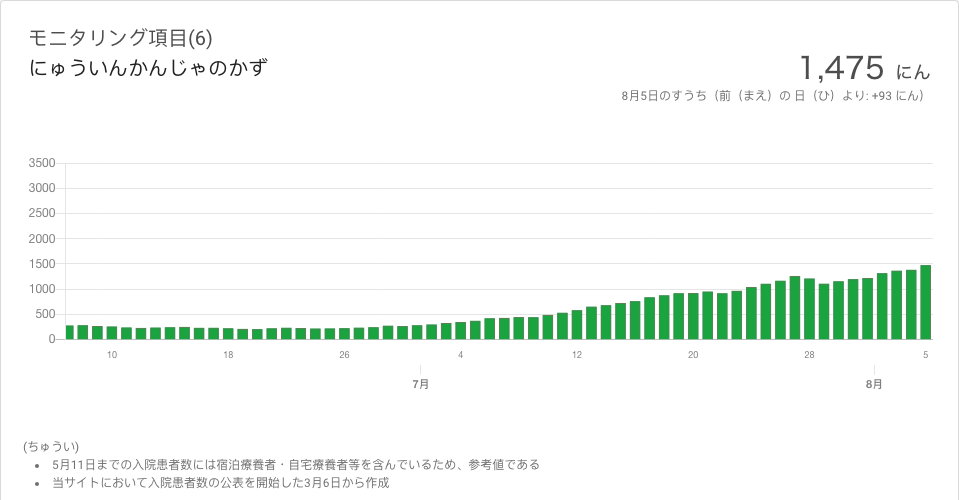 モニタリング項目(6)
にゅういんかんじゃのかず
1,475 にん
8月5日のすうち（前（まえ）の 日（ひ）より: +93 にん）
3500
3000
2500
2000
1500
1000
500
0
10 18 26 4 12 20 28 5
7月 8月
(ちゅうい)
• 5月11日までの入院患者数には宿泊療養者・自宅療養者等を含んでいるため、参考値である
• 当サイトにおいて入院患者数の公表を開始した3月6日から作成